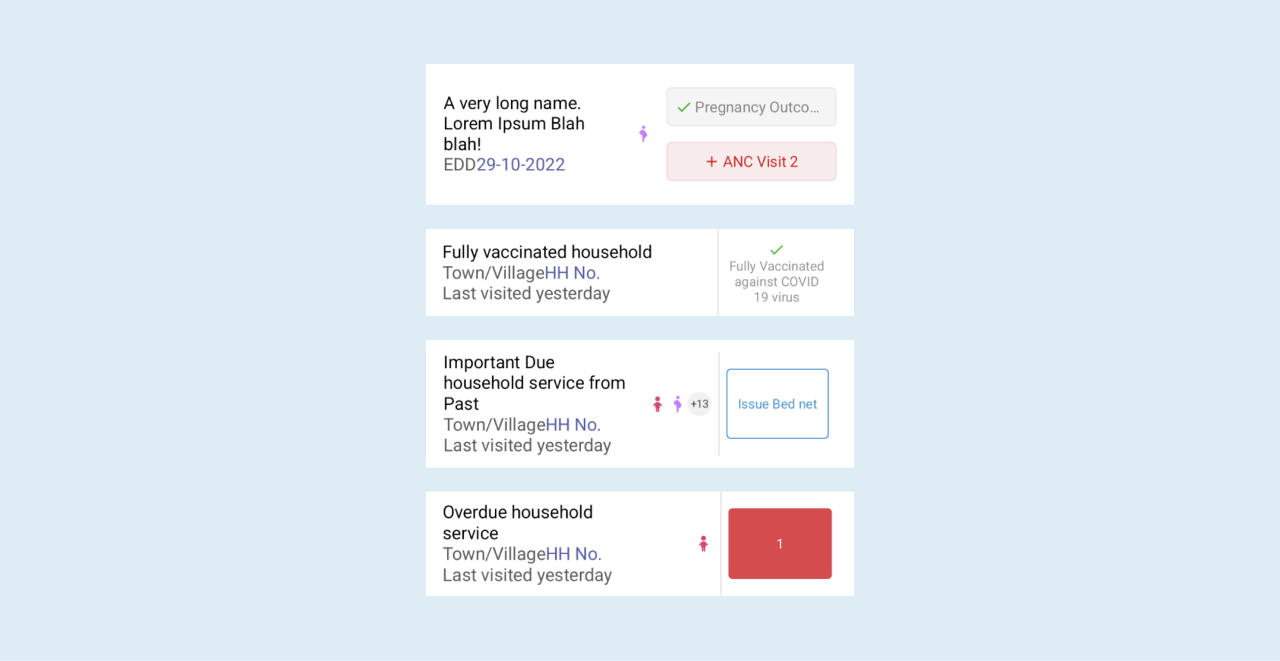 A very long name.
Lorem Ipsum Blah
blah!
EDD29-10-2022
Pregnancy Outco...
+ ANC Visit 2
Fully vaccinated household
Town/VillageHH No.
Last visited yesterday
Fully Vaccinated
against COVID
19 virus
Important Due
household service from
Past
Town/VillageHH No.
Last visited yesterday
+13
Issue Bed net
Overdue household
service
Town/VillageHH No.
Last visited yesterday
1